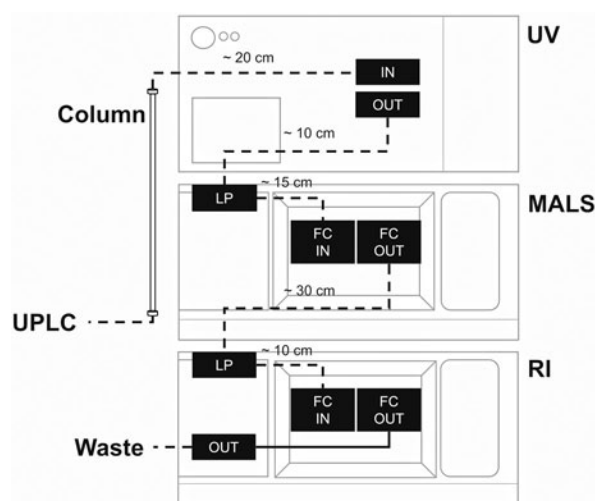 UV
~ 20 cm
IN
Column
OUT
~ 10 cm
~ 15 cm
LP
MALS
FC
IN
FC
OUT
~ 30 cm
UPLC
~ 10 cm
LP
RI
FC
IN
FC
OUT
Waste
OUT